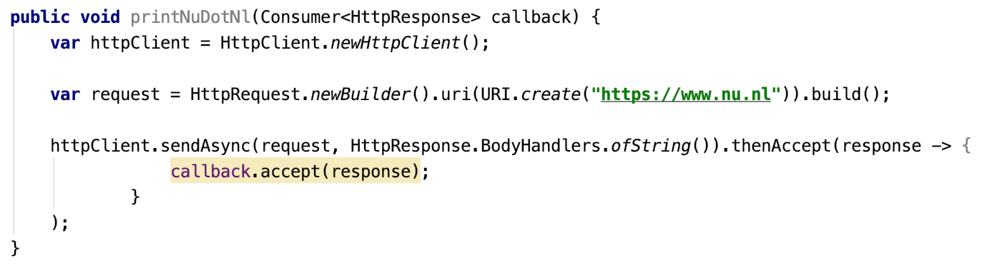 public void printNuDotNl(Consumer<HttpResponse> callback) {
var httpClient = HttpClient.newHttpClient();
var request = HttpRequest.newBuilder().uri(URI.create("https://www.nu.nl")).build();
httpClient.sendAsync(request, HttpResponse.BodyHandlers.ofString()).thenAccept(response -> {
callback.accept(response);
}
);
}